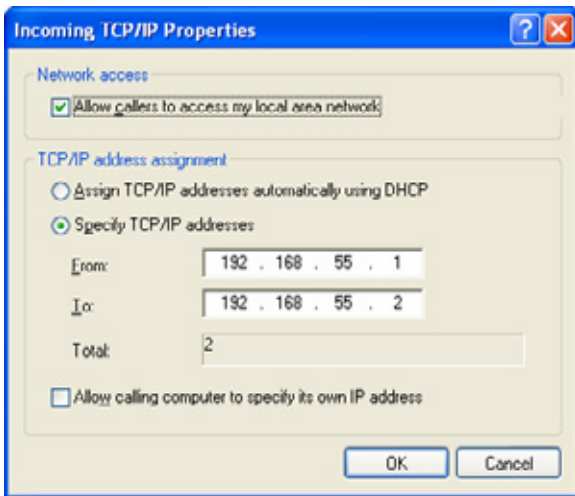 Incoming TCP/IP Properties
Network access
Allow callers to access my local area network
TCP/IP address assignment
Assign TCP/IP addresses automatically using DHCP
Specify TCP/IP addresses
From: 192 . 168 . 55 . 1
To: 192 . 168 . 55 . 2
Total: 2
Allow calling computer to specify its own IP address
OK Cancel